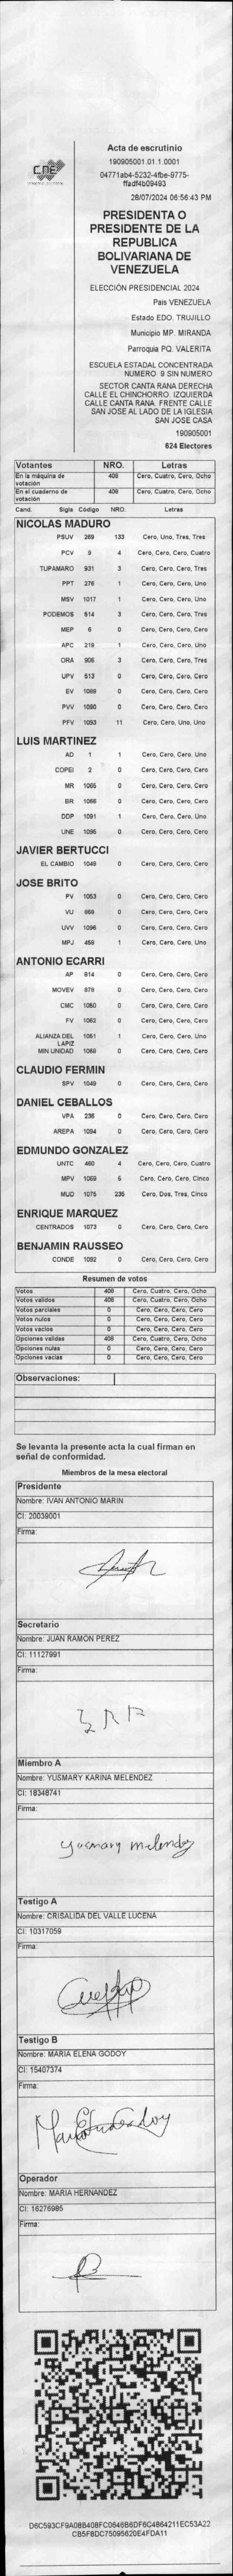 CNE
Acta de escrutinio
190905001.01.1.0001
04771ab4-5232-4fbe-9775-
ffadf4b09493
28/07/2024 06:56:43 PM
PRESIDENTA O
PRESIDENTE DE LA
REPUBLICA
BOLIVARIANA DE
VENEZUELA
ELECCIÓN PRESIDENCIAL 2024
Pais VENEZUELA
Estado EDO. TRUJILLO
Municipio MP. MIRANDA
Parroquia PQ. VALERITA
ESCUELA ESTADAL CONCENTRADA
NUMERO. 9 SIN NUMERO
SECTOR CANTA RANA DERECHA
CALLE EL CHINCHORRO. IZQUIERDA
CALLE CANTA RANA. FRENTE CALLE
SAN JOSE AL LADO DE LA IGLESIA
SAN JOSE CASA
190905001
624 Electores
Votantes NRO. Letras
En la máquina de votación 408 Cero, Cuatro, Cero, Ocho
En el cuaderno de votación 408 Cero, Cuatro, Cero, Ocho
Cand. Sigla Código NRO. Letras
NICOLAS MADURO
PSUV 269 133 Cero, Uno, Tres, Tres
PCV 9 4 Cero, Cero, Cero, Cuatro
TUPAMARO 931 3 Cero, Cero, Cero, Tres
PPT 276 1 Cero, Cero, Cero, Uno
MSV 1017 1 Cero, Cero, Cero, Uno
PODEMOS 514 3 Cero, Cero, Cero, Tres
MEP 6 0 Cero, Cero, Cero, Cero
APC 219 1 Cero, Cero, Cero, Uno
ORA 906 3 Cero, Cero, Cero, Tres
UPV 513 0 Cero, Cero, Cero, Cero
EV 1089 0 Cero, Cero, Cero, Cero
PVV 1090 0 Cero, Cero, Cero, Cero
PFV 1093 11 Cero, Cero, Uno, Uno
LUIS MARTINEZ
AD 1 1 Cero, Cero, Cero, Uno
COPEI 2 0 Cero, Cero, Cero, Cero
MR 1065 0 Cero, Cero, Cero, Cero
BR 1066 0 Cero, Cero, Cero, Cero
DDP 1091 1 Cero, Cero, Cero, Uno
UNE 1095 0 Cero, Cero, Cero, Cero
JAVIER BERTUCCI
EL CAMBIO 1048 0 Cero, Cero, Cero, Cero
JOSE BRITO
PV 1053 0 Cero, Cero, Cero, Cero
VU 868 0 Cero, Cero, Cero, Cero
UVV 1096 0 Cero, Cero, Cero, Cero
MPJ 459 1 Cero, Cero, Cero, Uno
ANTONIO ECARRI
AP 814 0 Cero, Cero, Cero, Cero
MOVEV 978 0 Cero, Cero, Cero, Cero
CMC 1050 0 Cero, Cero, Cero, Cero
FV 1062 0 Cero, Cero, Cero, Cero
ALIANZA DEL LAPIZ 1051 1 Cero, Cero, Cero, Uno
MIN UNIDAD 1069 0 Cero, Cero, Cero, Cero
CLAUDIO FERMIN
SPV 1049 0 Cero, Cero, Cero, Cero
DANIEL CEBALLOS
VPA 236 0 Cero, Cero, Cero, Cero
AREPA 1094 0 Cero, Cero, Cero, Cero
EDMUNDO GONZALEZ
UNTC 460 4 Cero, Cero, Cero, Cuatro
MPV 1069 5 Cero, Cero, Cero, Cinco
MUD 1075 235 Cero, Dos, Tres, Cinco
ENRIQUE MARQUEZ
CENTRADOS 1073 0 Cero, Cero, Cero, Cero
BENJAMIN RAUSSEO
CONDE 1092 0 Cero, Cero, Cero, Cero
Resumen de votos
Votos 408 Cero, Cuatro, Cero, Ocho
Votos validos 408 Cero, Cuatro, Cero, Ocho
Votos parciales 0 Cero, Cero, Cero, Cero
Votos nulos 0 Cero, Cero, Cero, Cero
Votos vacios 0 Cero, Cero, Cero, Cero
Opciones validas 408 Cero, Cuatro, Cero, Ocho
Opciones nulas 0 Cero, Cero, Cero, Cero
Opciones vacias 0 Cero, Cero, Cero, Cero
Observaciones:
Se levanta la presente acta la cual firman en
señal de conformidad.
Miembros de la mesa electoral
Presidente
Nombre: IVAN ANTONIO MARIN
CI: 20039001
Firma:
Secretario
Nombre: JUAN RAMON PEREZ
CI: 11127991
Firma:
Miembro A
Nombre: YUSMARY KARINA MELENDEZ
CI: 18348741
Firma:
yusmary melendez
Testigo A
Nombre: CRISALIDA DEL VALLE LUCENA
CI: 10317059
Firma:
Testigo B
Nombre: MARIA ELENA GODOY
CI: 15407374
Firma:
Operador
Nombre: MARIA HERNANDEZ
CI: 16276985
Firma:
D6C593CF9A08B408FC0646B6DF6C4864211EC53A22
CB5F8DC75095620E4FDA11